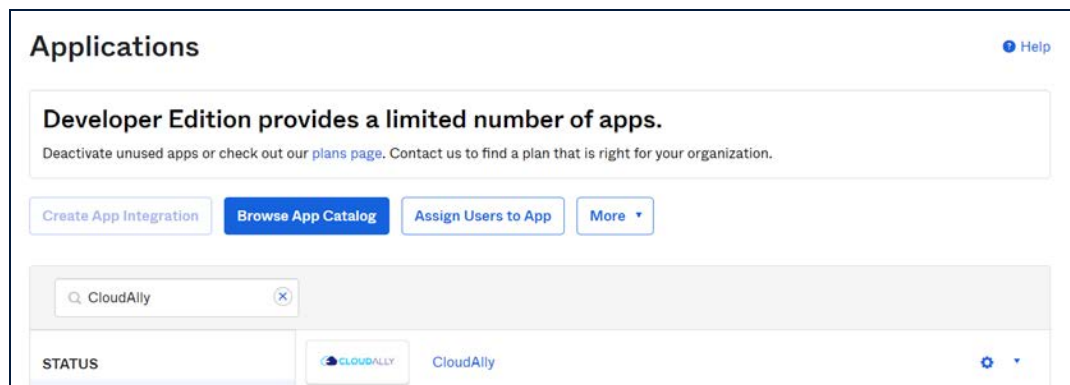 Applications
Help
Developer Edition provides a limited number of apps.
Deactivate unused apps or check out our plans page. Contact us to find a plan that is right for your organization.
Create App Integration Browse App Catalog Assign Users to App More
CloudAlly
STATUS CLOUDALLY CloudAlly